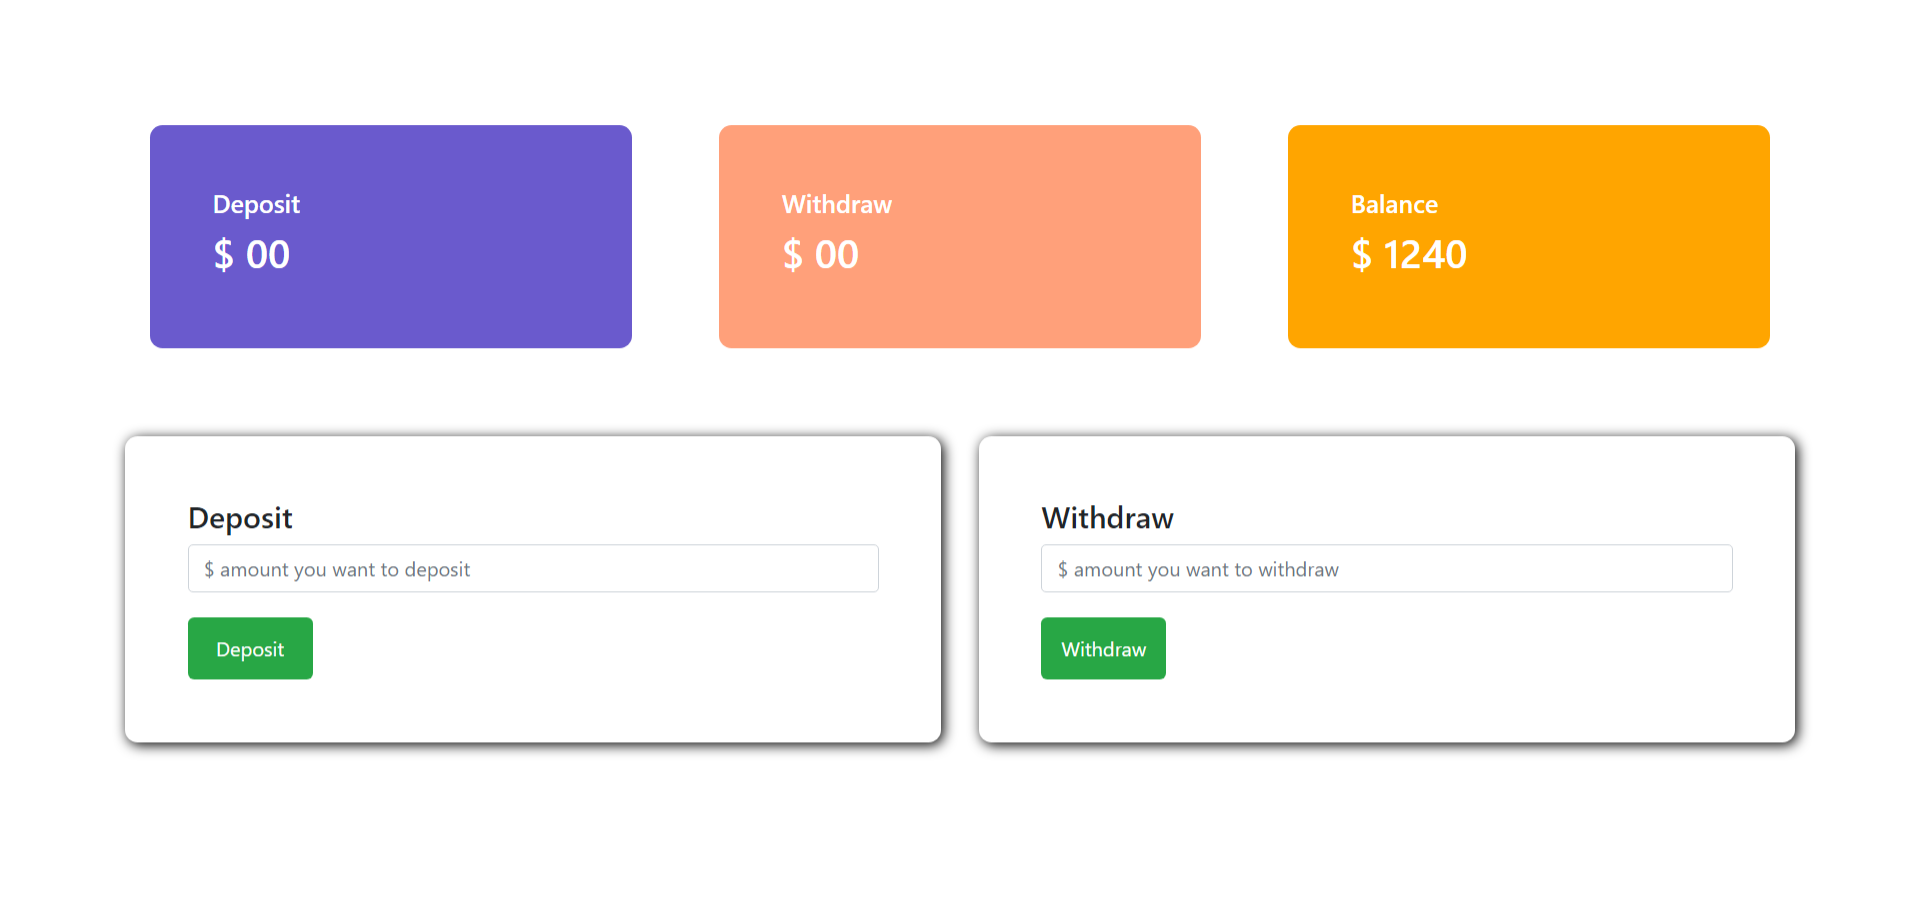 Deposit
$ 00
Withdraw
$ 00
Balance
$ 1240
Deposit
$ amount you want to deposit
Deposit
Withdraw
$ amount you want to withdraw
Withdraw